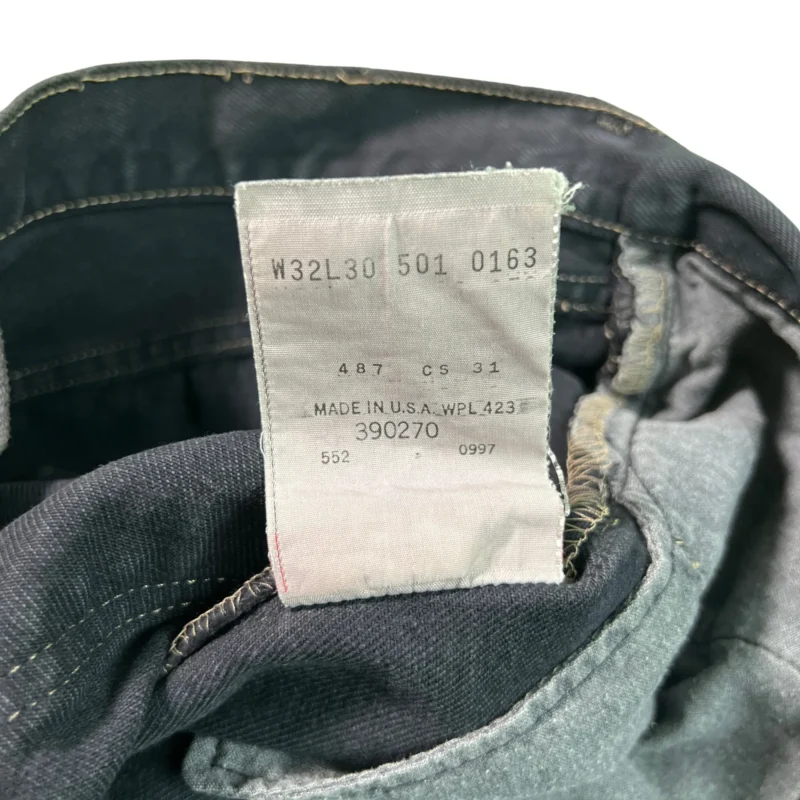 W32L30 501 0163
487 CS 31
MADE IN U.S.A. WPL 423
390270
552 0997